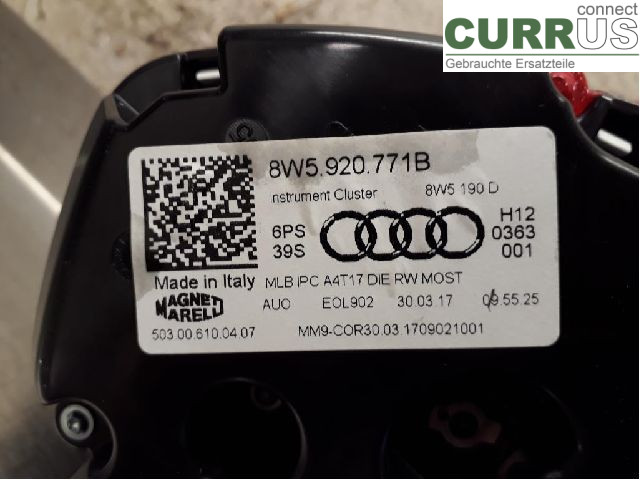 connect
CURRUS
Gebrauchte Ersatzteile
8W5.920.771B
Instrument Cluster 8W5 190 D
6PS
39S
H12
0363
001
Made in Italy
MLB IPC A4T17 DIE RW MOST
MAGNETI
MARELLI
AUO EOL902 30.03.17 09.55.25
503.00.610.04.07
MM9-COR30.03.1709021001